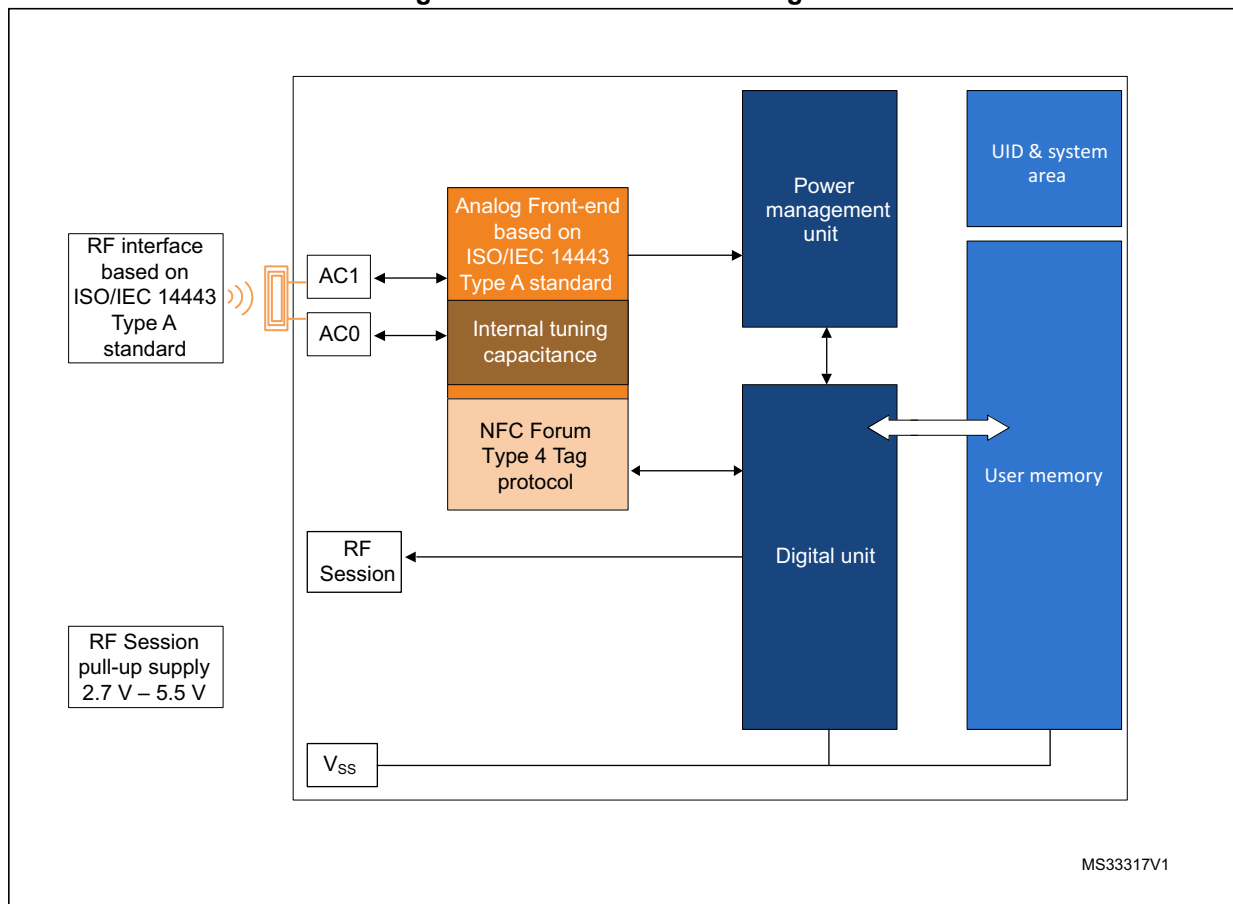 RF interface
based on
ISO/IEC 14443
Type A
standard
AC1
AC0
Analog Front-end
based on
ISO/IEC 14443
Type A standard
Internal tuning
capacitance
NFC Forum
Type 4 Tag
protocol
Power
management
unit
UID & system
area
User memory
Digital unit
RF
Session
RF Session
pull-up supply
2.7 V – 5.5 V
VSS
MS33317V1